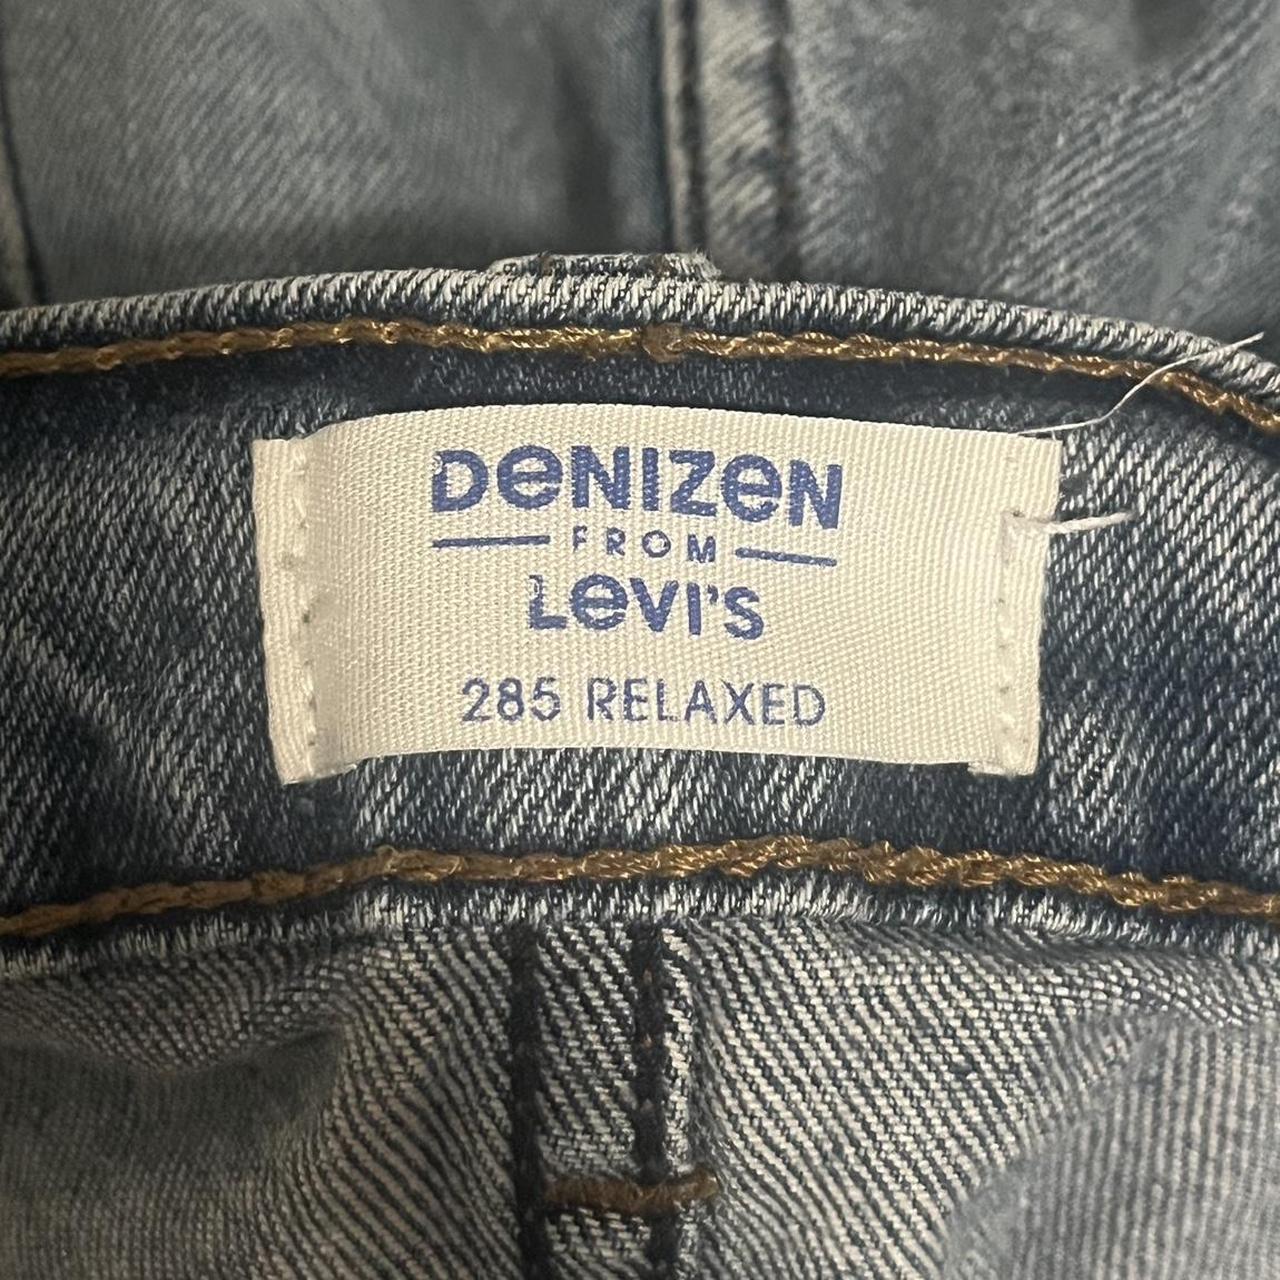 DeNIZeN
FROM
LeVI'S
285 RELAXED